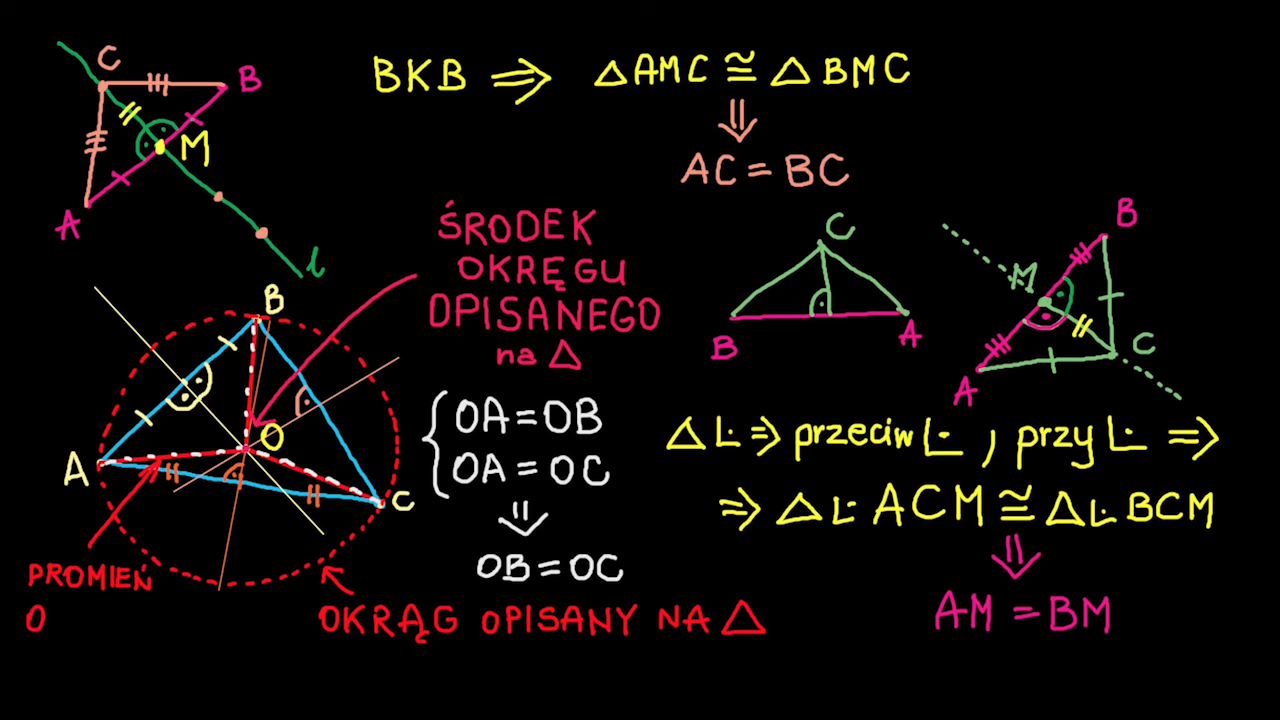 C
B
M
A
l
BKB ⇒ △AMC ≅ △BMC
⇓
AC = BC
ŚRODEK
OKRĘGU
OPISANEGO
na △
B
A
O
C
OA = OB
OA = OC
⇓
OB = OC
PROMIEŃ
O
OKRĄG OPISANY NA △
C
B
A
B
M
C
A
△ ⊾ ⇒ przeciw ⊾, przy ⊾ ⇒
⇒ △ ⊾ ACM ≅ △ ⊾ BCM
⇓
AM = BM